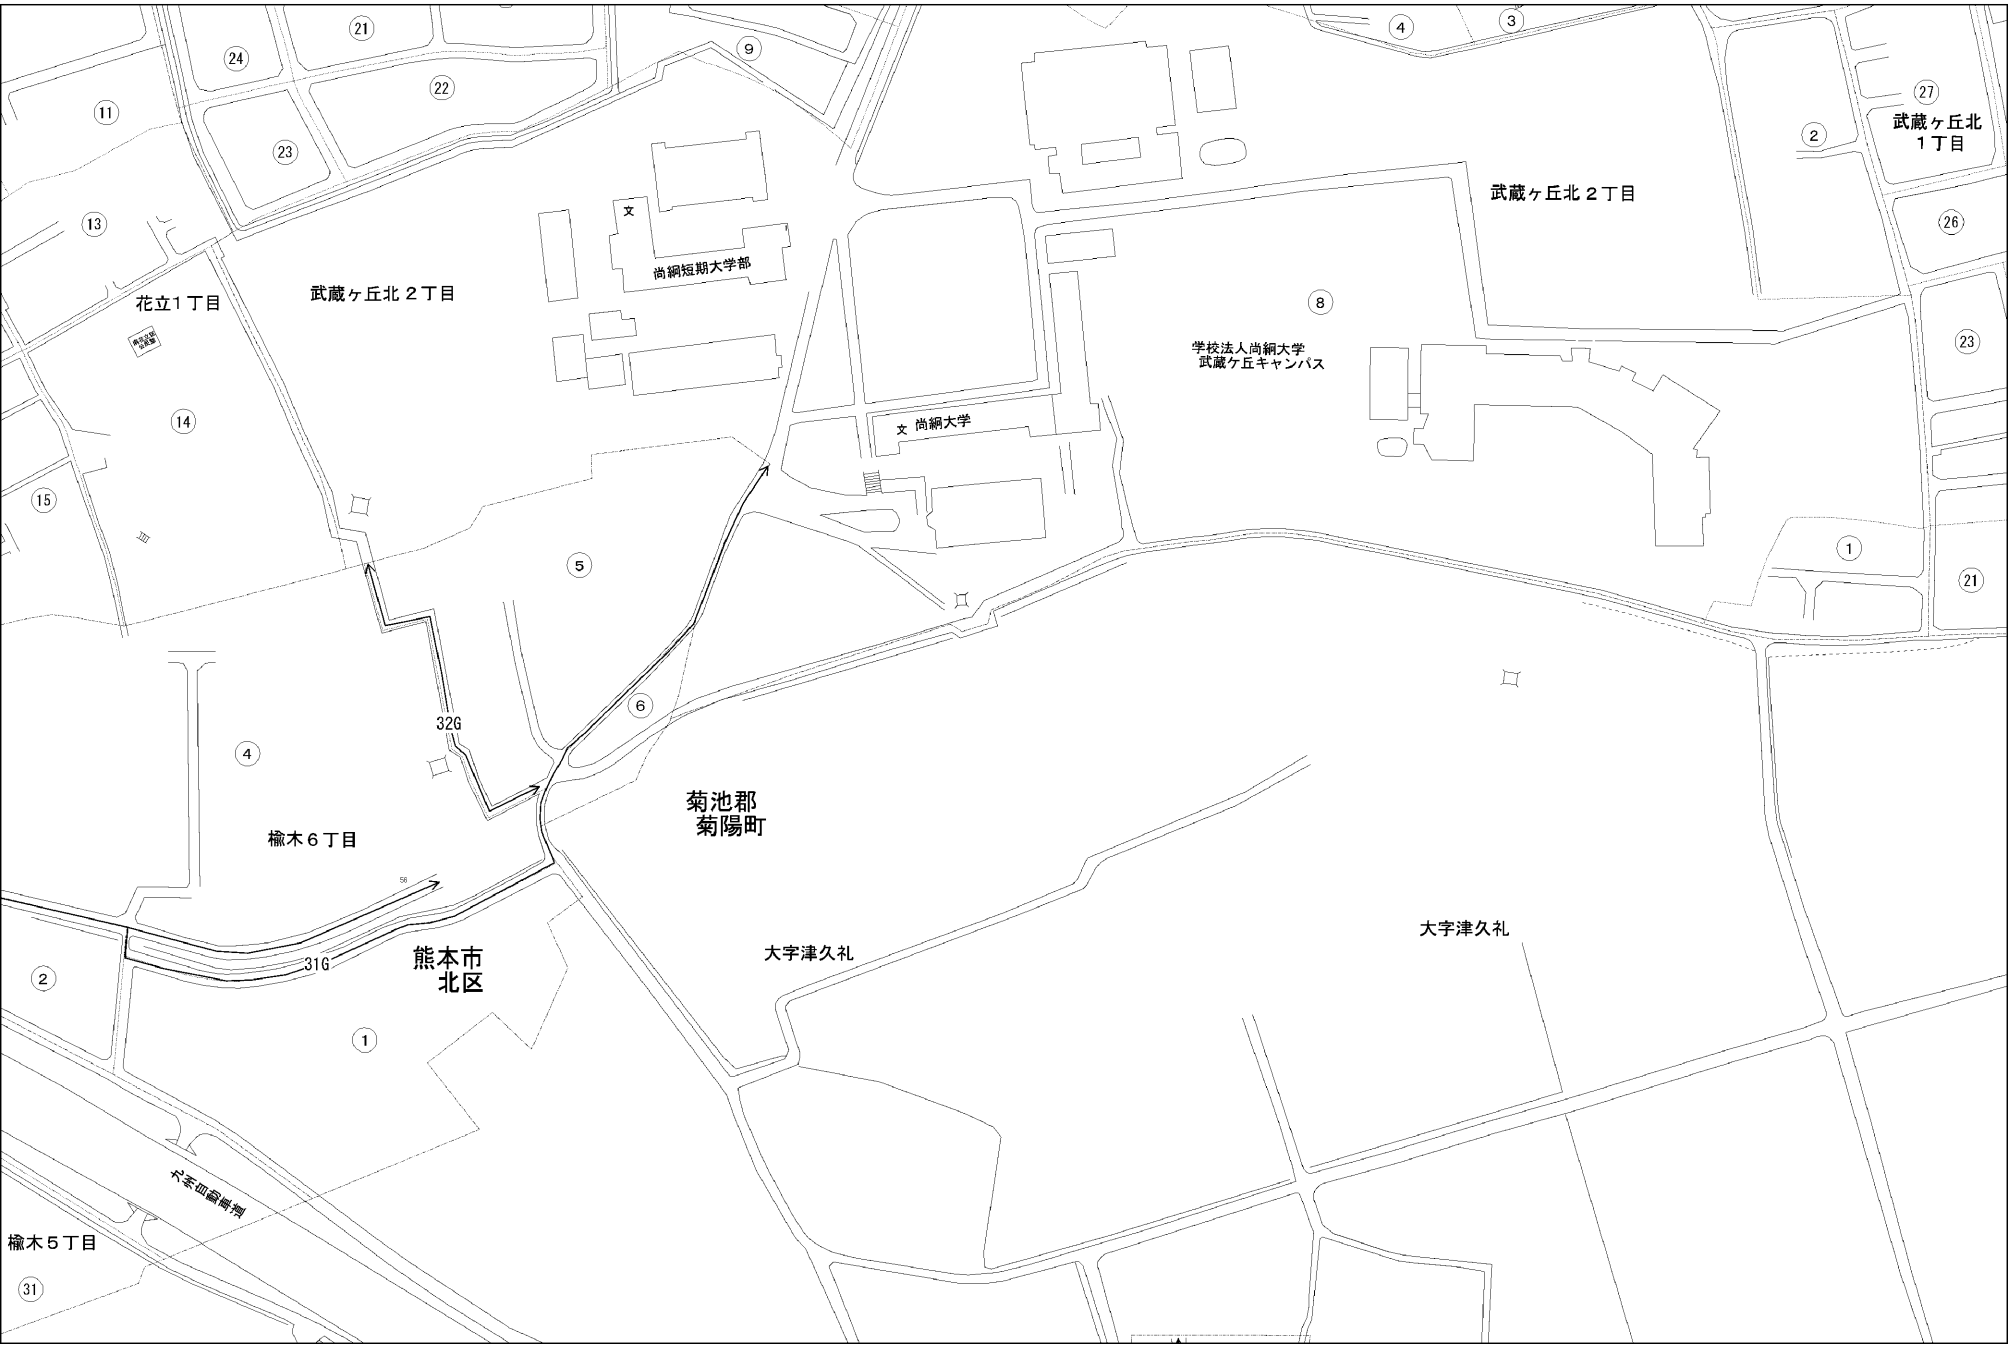 21
24
22
11
23
9
4
3
27
武蔵ヶ丘北
1丁目
2
武蔵ヶ丘北2丁目
26
13
文
尚絅短期大学部
花立1丁目
武蔵ヶ丘北2丁目
8
学校法人尚絅大学
武蔵ケ丘キャンパス
23
14
文 尚絅大学
15
5
1
21
6
32G
4
菊池郡
菊陽町
楡木6丁目
56
大字津久礼
大字津久礼
熊本市
北区
31G
2
1
九州自動車道
楡木5丁目
31